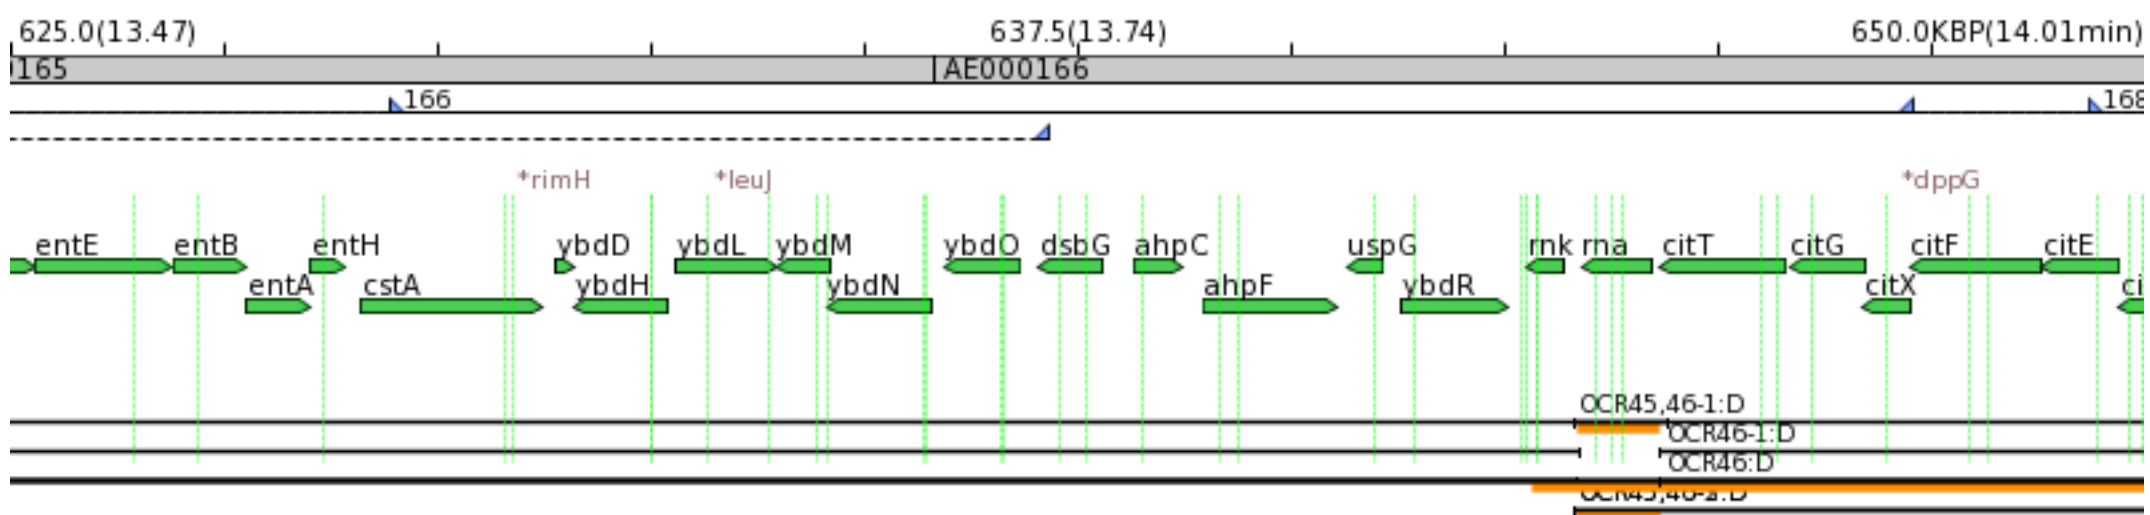 625.0(13.47) 637.5(13.74) 650.0KBP(14.01min)
165 AE000166
166 168
*rimH *leuJ *dppG
entE entB entH ybdD ybdL ybdM ybdO dsbG ahpC uspG rnk rna citT citG citF citE
entA cstA ybdH ybdN ahpF ybdR citX ci
OCR45,46-1:D
OCR46-1:D
OCR46:D